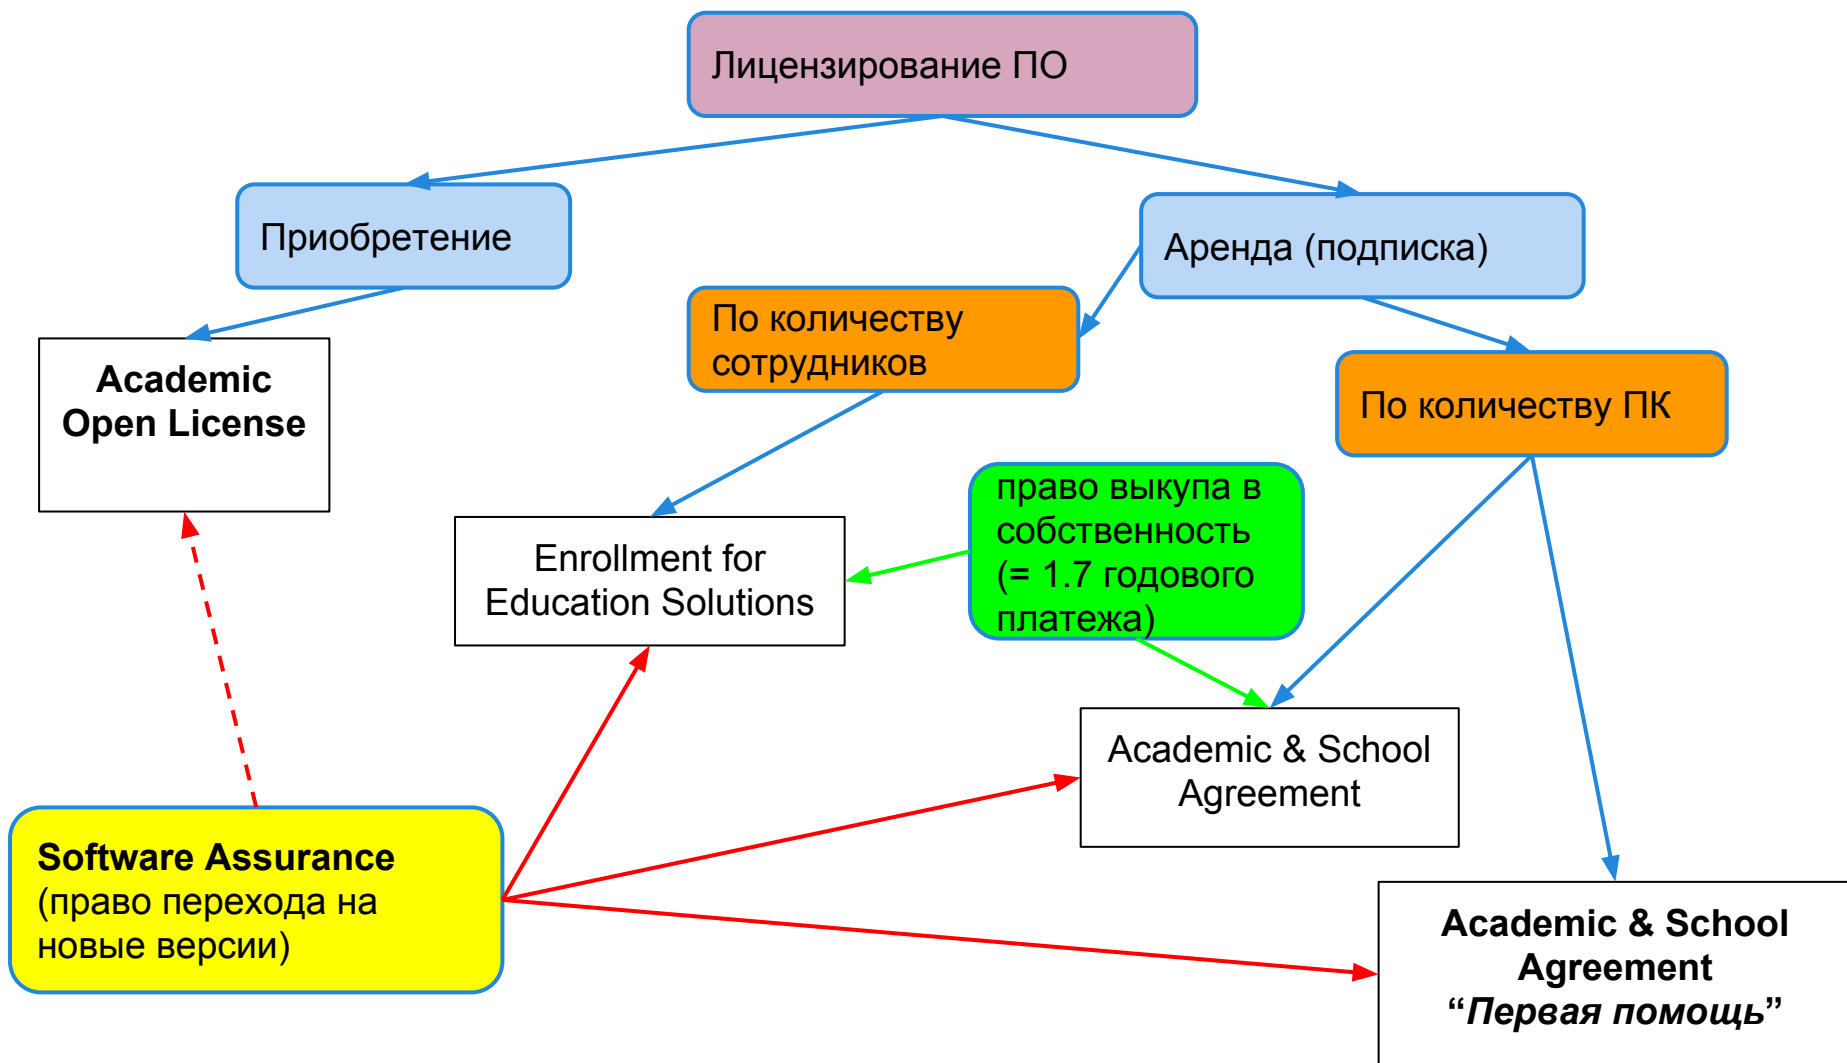 Лицензирование ПО
Приобретение
Аренда (подписка)
По количеству
сотрудников
По количеству ПК
Academic
Open License
право выкупа в
собственность
(= 1.7 годового
платежа)
Enrollment for
Education Solutions
Academic & School
Agreement
Software Assurance
(право перехода на
новые версии)
Academic & School
Agreement
“Первая помощь”